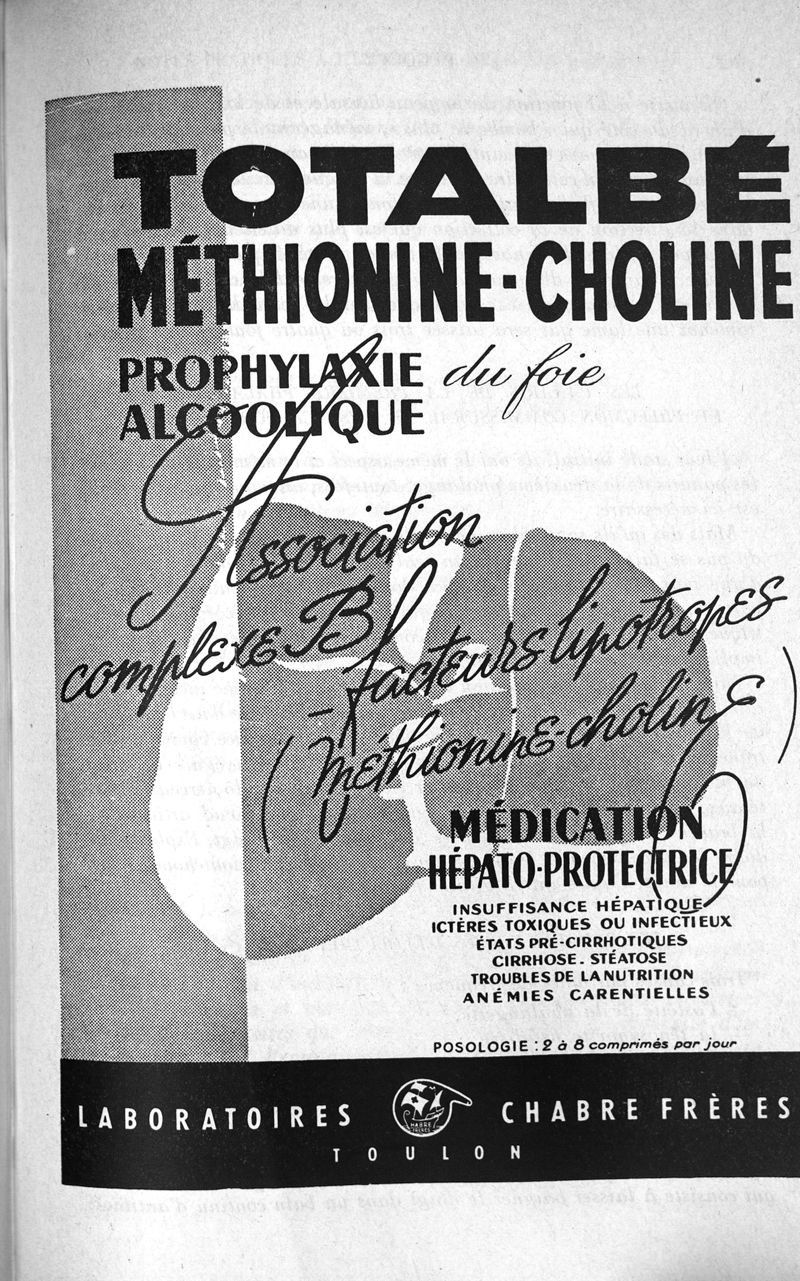 TOTALBÉ
MÉTHIONINE-CHOLINE
PROPHYLAXIE du foie
ALCOOLIQUE
Association
complexe B
- facteurs lipotropes
(méthionine-choline)
MÉDICATION
HÉPATO-PROTECTRICE
INSUFFISANCE HÉPATIQUE
ICTÈRES TOXIQUES OU INFECTIEUX
ÉTATS PRÉ-CIRRHOTIQUES
CIRRHOSE. STÉATOSE
TROUBLES DE LA NUTRITION
ANÉMIES CARENTIELLES
POSOLOGIE : 2 à 8 comprimés par jour
LABORATOIRES CHABRE FRÈRES
HABRE
FRÈRES
TOULON